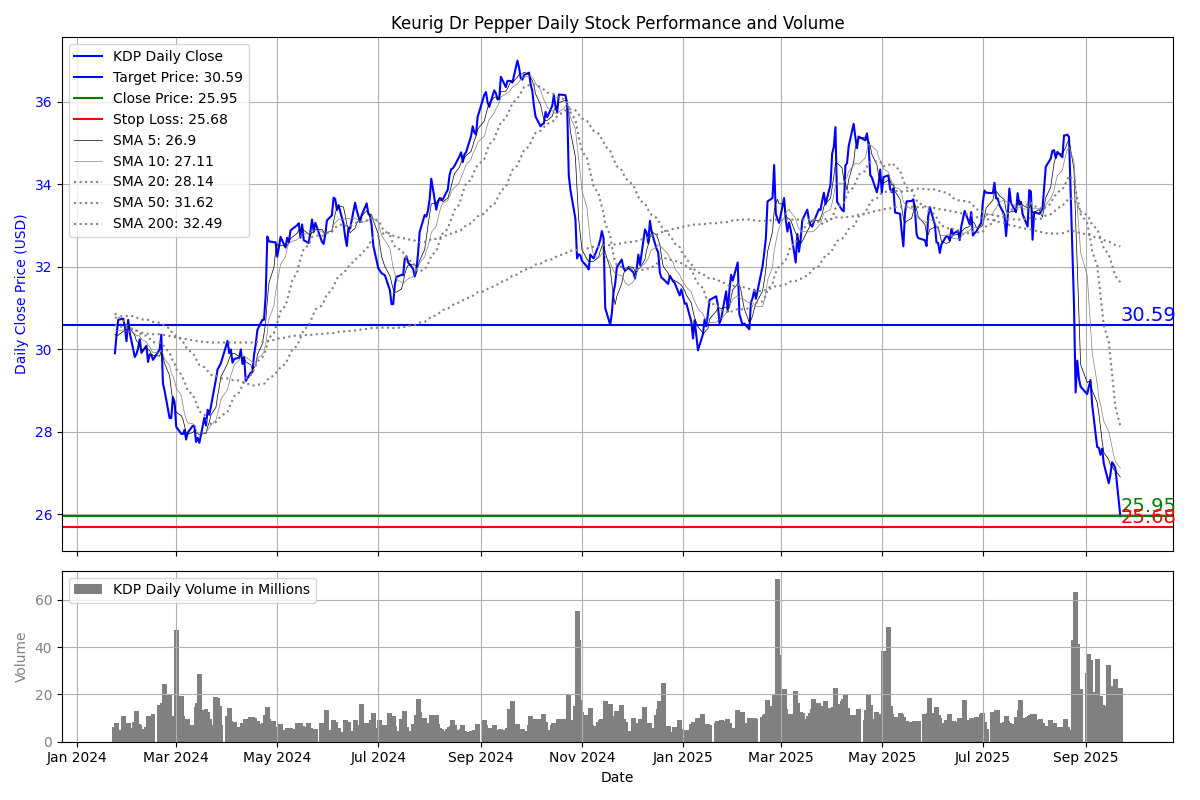 Keurig Dr Pepper Daily Stock Performance and Volume
KDP Daily Close
Target Price: 30.59
Close Price: 25.95
Stop Loss: 25.68
SMA 5: 26.9
SMA 10: 27.11
SMA 20: 28.14
SMA 50: 31.62
SMA 200: 32.49
Daily Close Price (USD)
36
34
32
30
28
26
30.59
25.95
25.68
KDP Daily Volume in Millions
Volume
60
40
20
0
Jan 2024 Mar 2024 May 2024 Jul 2024 Sep 2024 Nov 2024 Jan 2025 Mar 2025 May 2025 Jul 2025 Sep 2025
Date